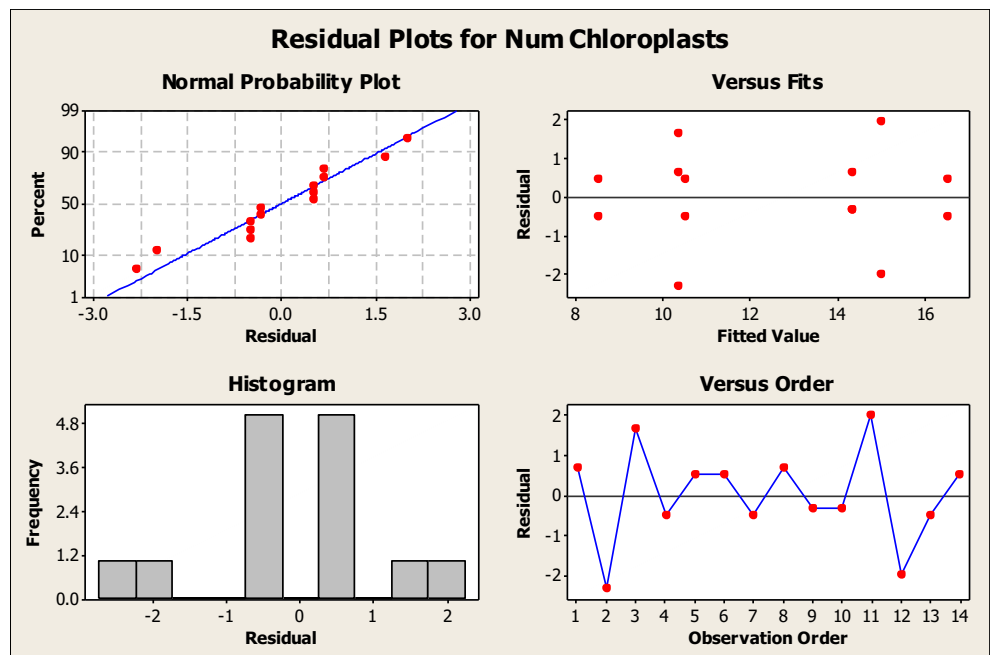 Residual Plots for Num Chloroplasts
Normal Probability Plot
99
90
50
10
1
Percent
-3.0 -1.5 0.0 1.5 3.0
Residual
Versus Fits
2
1
0
-1
-2
Residual
8 10 12 14 16
Fitted Value
Histogram
4.8
3.6
2.4
1.2
0.0
Frequency
-2 -1 0 1 2
Residual
Versus Order
2
1
0
-1
-2
Residual
1 2 3 4 5 6 7 8 9 10 11 12 13 14
Observation Order